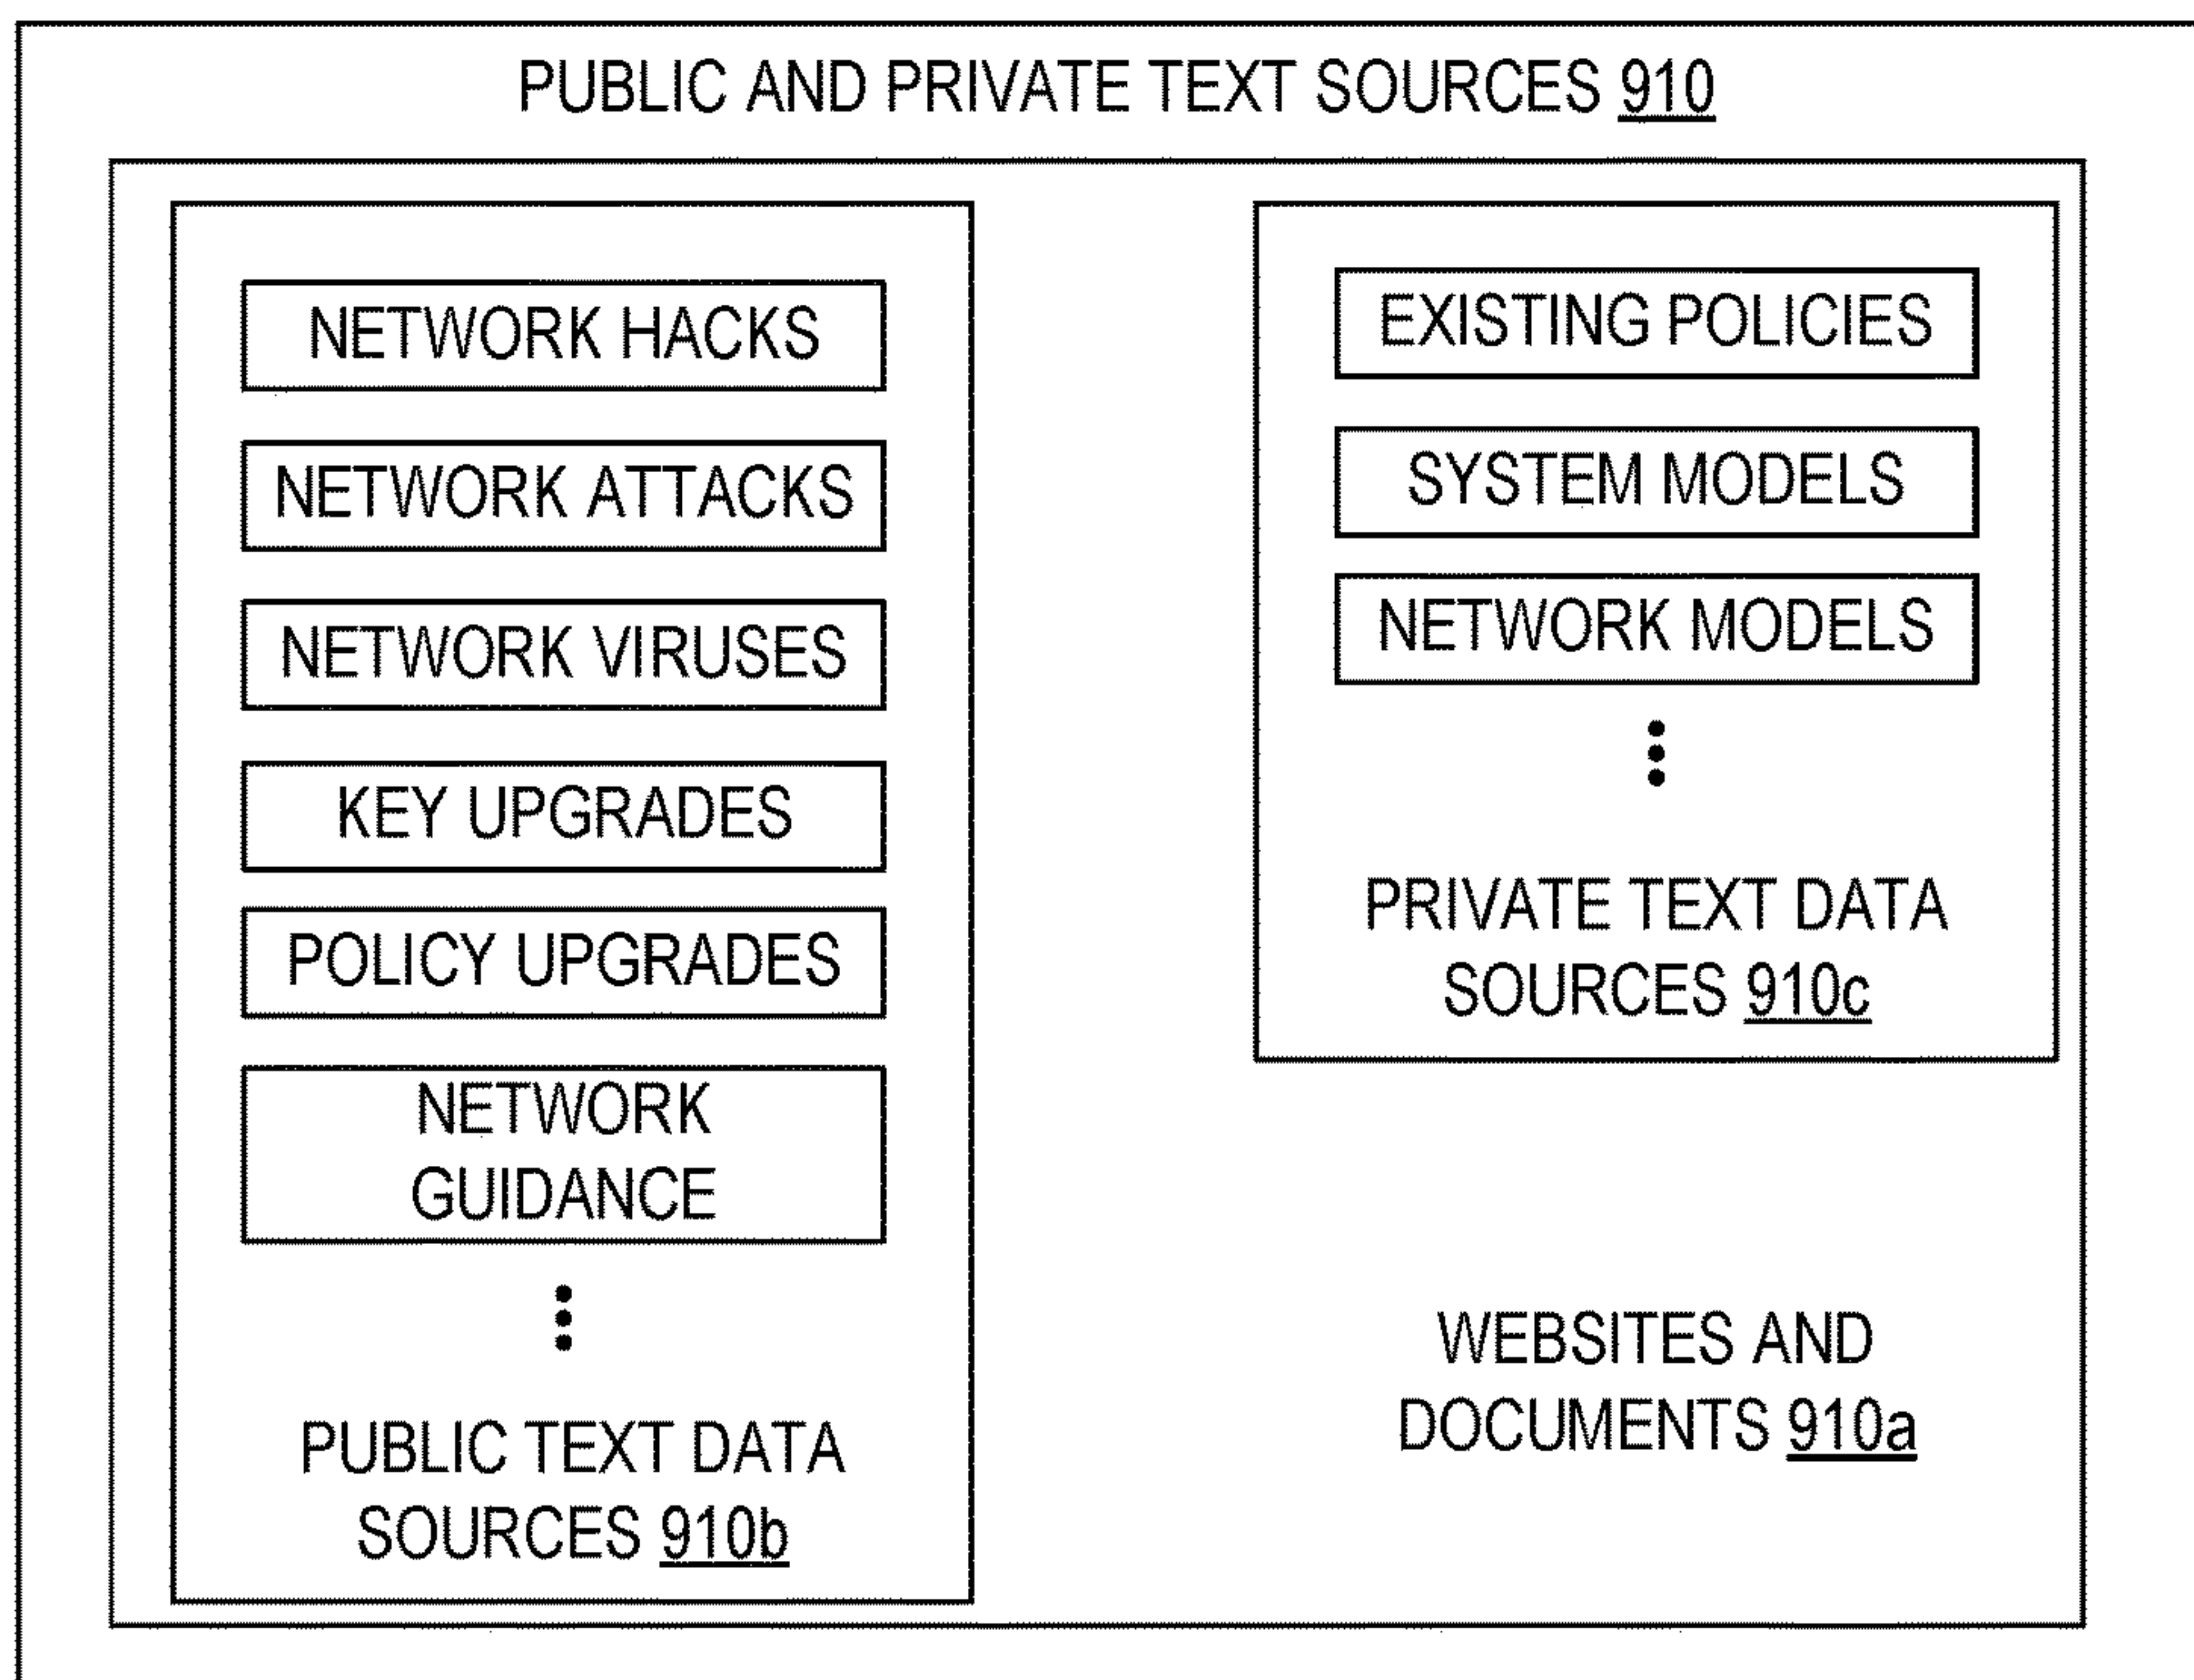 PUBLIC AND PRIVATE TEXT SOURCES 910
NETWORK HACKS
NETWORK ATTACKS
NETWORK VIRUSES
KEY UPGRADES
POLICY UPGRADES
NETWORK
GUIDANCE
PUBLIC TEXT DATA
SOURCES 910b
EXISTING POLICIES
SYSTEM MODELS
NETWORK MODELS
PRIVATE TEXT DATA
SOURCES 910c
WEBSITES AND
DOCUMENTS 910a